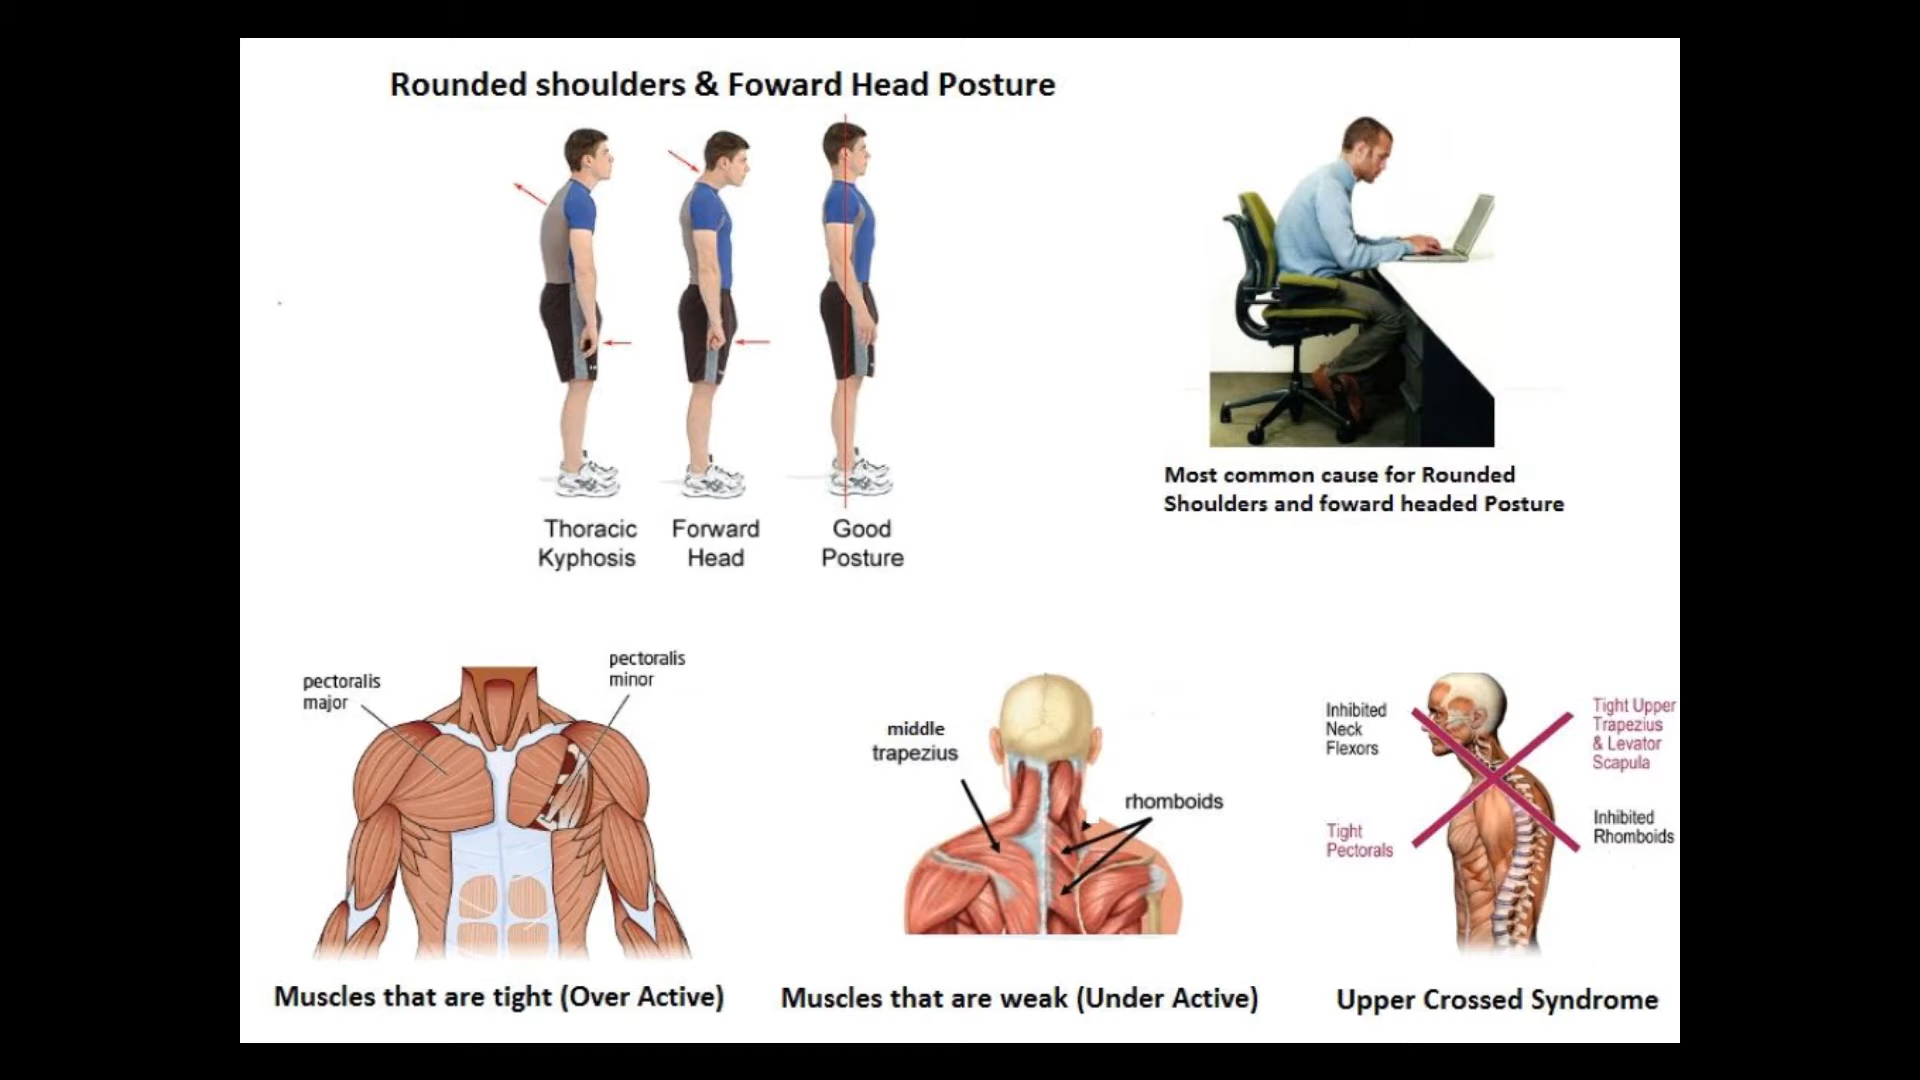 Rounded shoulders & Foward Head Posture
Thoracic
Kyphosis
Forward
Head
Good
Posture
Most common cause for Rounded
Shoulders and foward headed Posture
pectoralis
major
pectoralis
minor
Muscles that are tight (Over Active)
middle
trapezius
rhomboids
Muscles that are weak (Under Active)
Inhibited
Neck
Flexors
Tight Upper
Trapezius
& Levator
Scapula
Tight
Pectorals
Inhibited
Rhomboids
Upper Crossed Syndrome